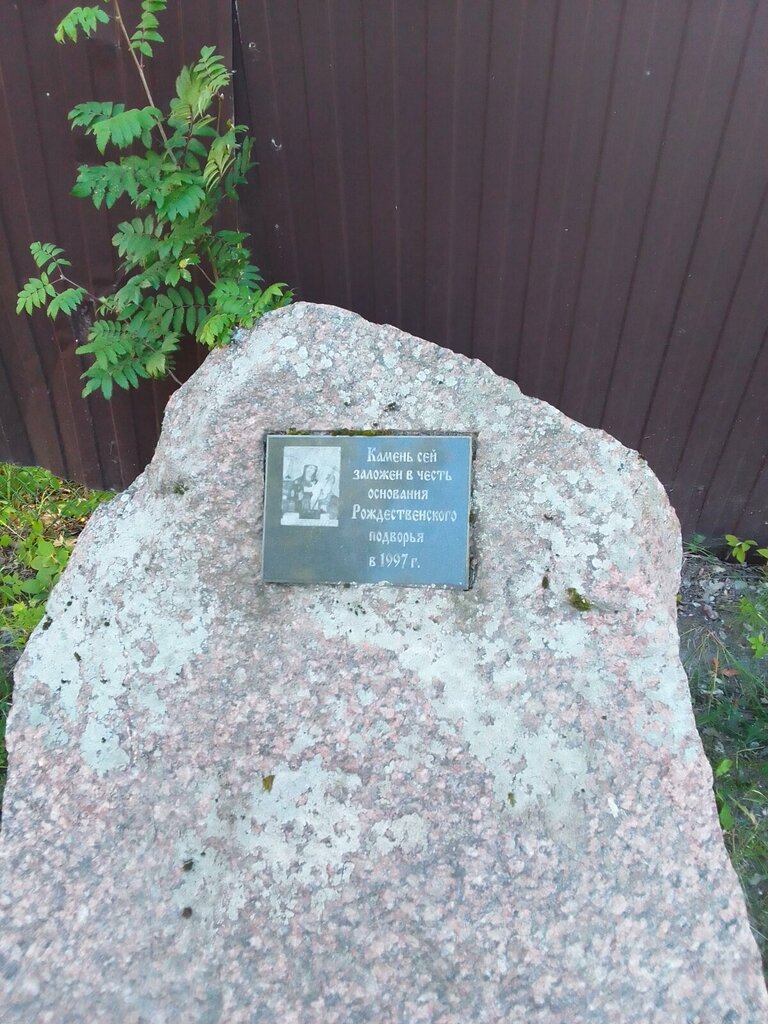 Камень сей
заложен в честь
основания
Рождественского
подворья
в 1997 г.